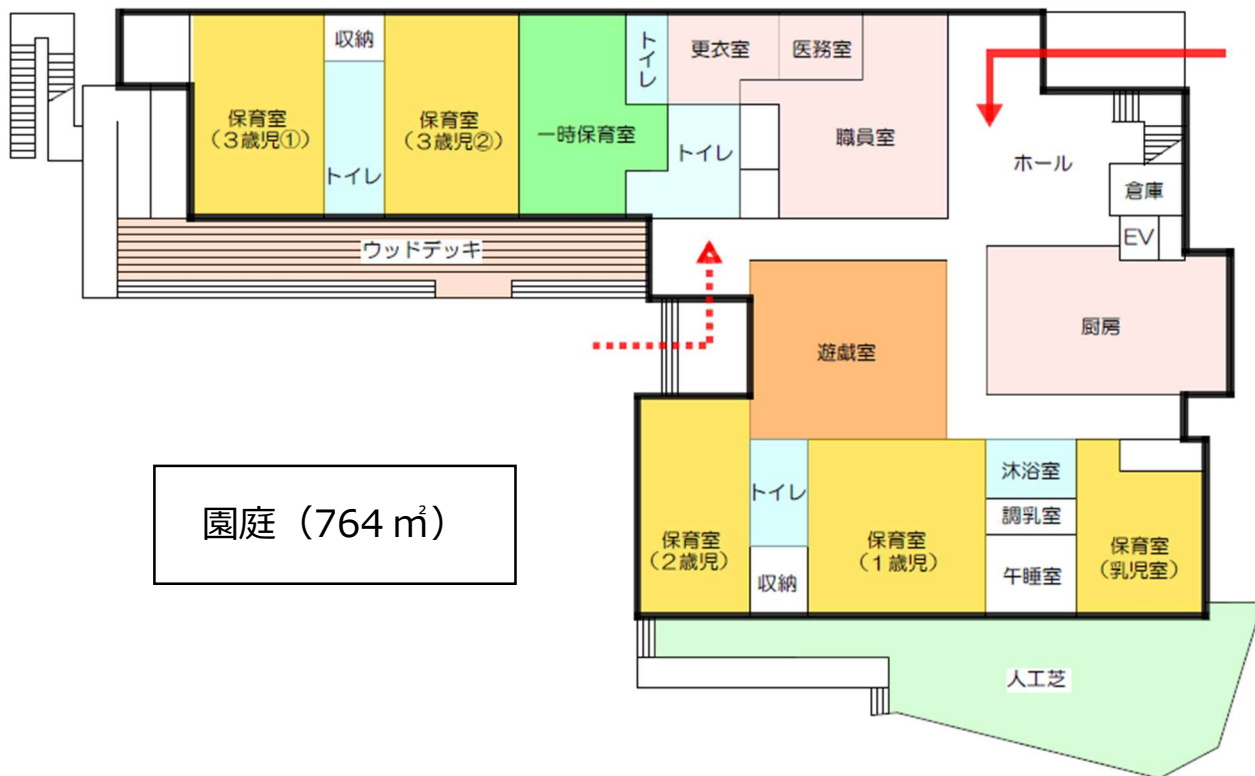 収納
トイレ
更衣室
医務室
保育室
(3歳児①)
保育室
(3歳児②)
一時保育室
トイレ
職員室
トイレ
ホール
倉庫
EV
ウッドデッキ
遊戯室
厨房
園庭（764㎡）
保育室
(2歳児)
トイレ
収納
保育室
(1歳児)
沐浴室
調乳室
午睡室
保育室
(乳児室)
人工芝